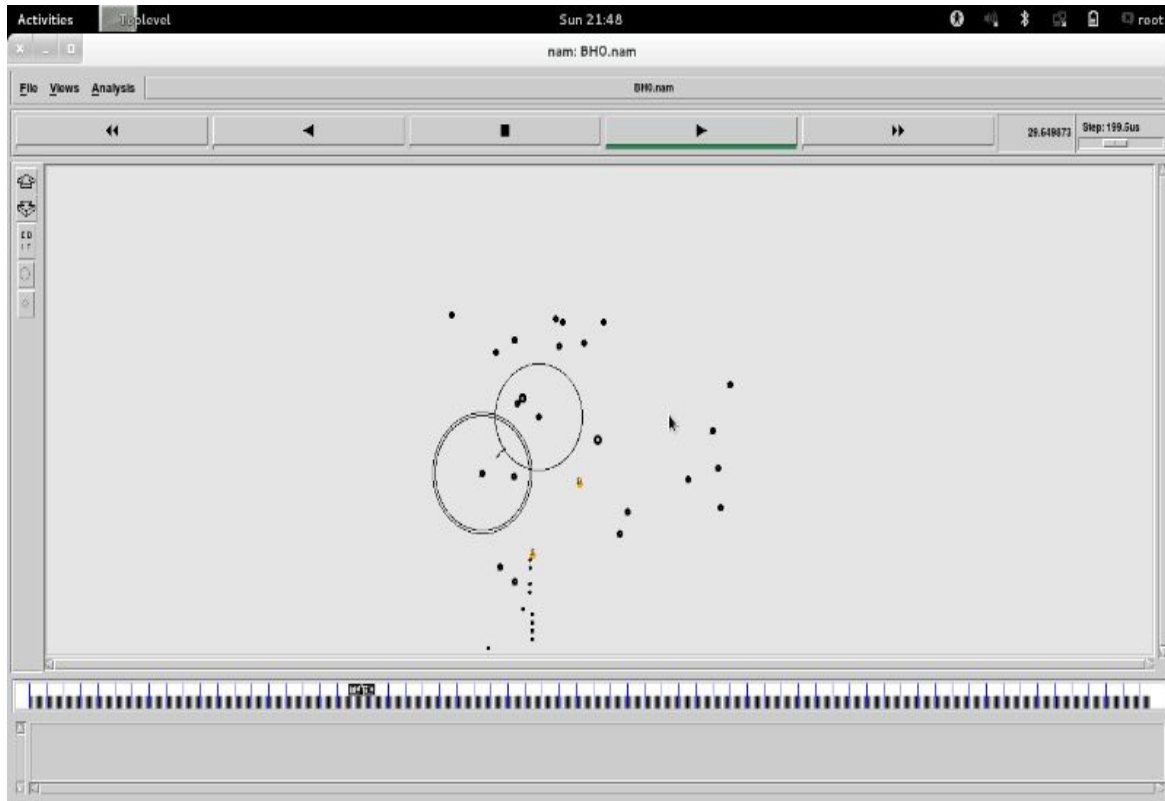 Activities Toplevel Sun 21:48 root
nam: BH0.nam
File Views Analysis BH0.nam
29.649873 Step: 199.5us